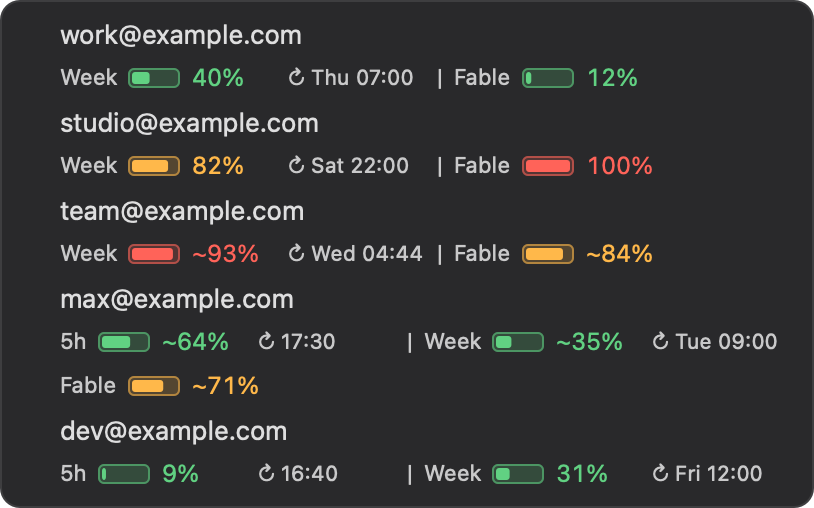 work@example.com
Week 40% ↻ Thu 07:00 | Fable 12%
studio@example.com
Week 82% ↻ Sat 22:00 | Fable 100%
team@example.com
Week ~93% ↻ Wed 04:44 | Fable ~84%
max@example.com
5h ~64% ↻ 17:30 | Week ~35% ↻ Tue 09:00
Fable ~71%
dev@example.com
5h 9% ↻ 16:40 | Week 31% ↻ Fri 12:00